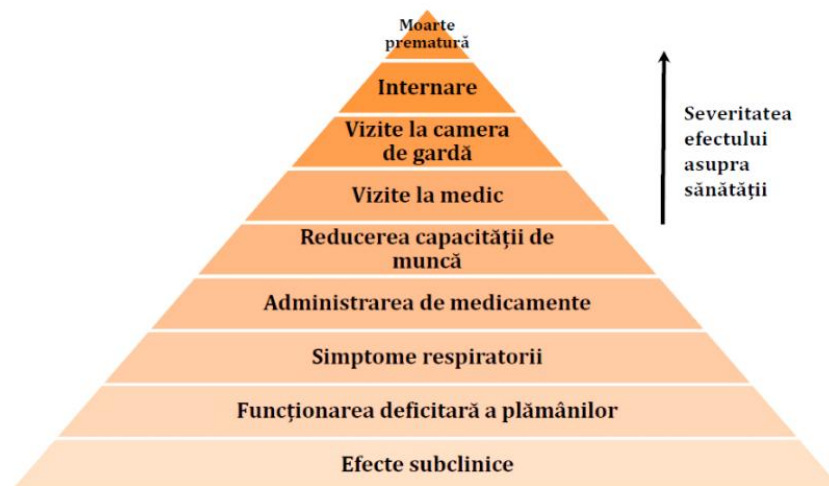 Moarte
prematură
Internare
Vizite la camera
de gardă
Vizite la medic
Reducerea capacității de
muncă
Administrarea de medicamente
Simptome respiratorii
Funcționarea deficitară a plămânilor
Efecte subclinice
Severitatea
efectului
asupra
sănătății